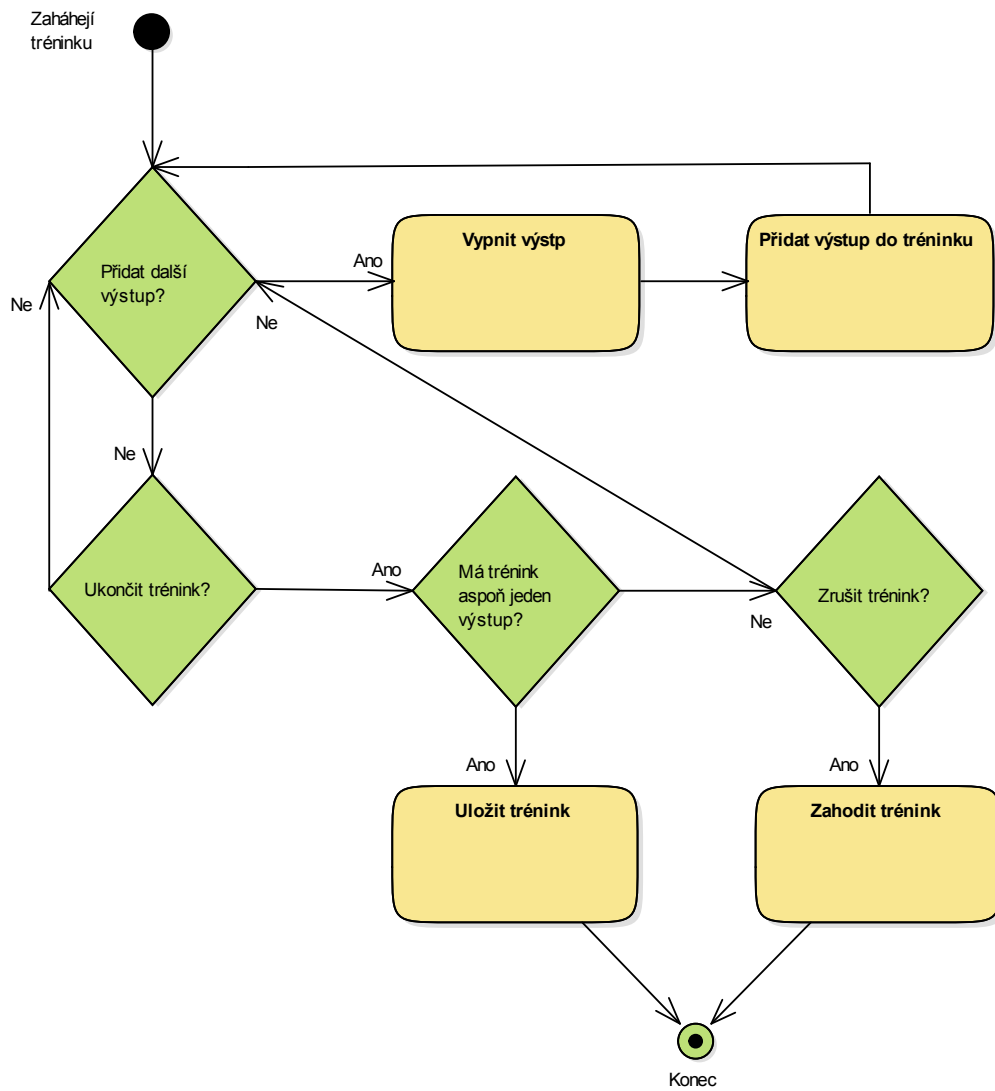 Zaháhejí
tréninku
Vypnit výstp
Přidat výstup do tréninku
Přidat další
výstup?
Ano
Ne
Ne
Ne
Ukončit trénink?
Ano
Má trénink
aspoň jeden
výstup?
Ne
Zrušit trénink?
Ano
Ano
Uložit trénink
Zahodit trénink
Konec